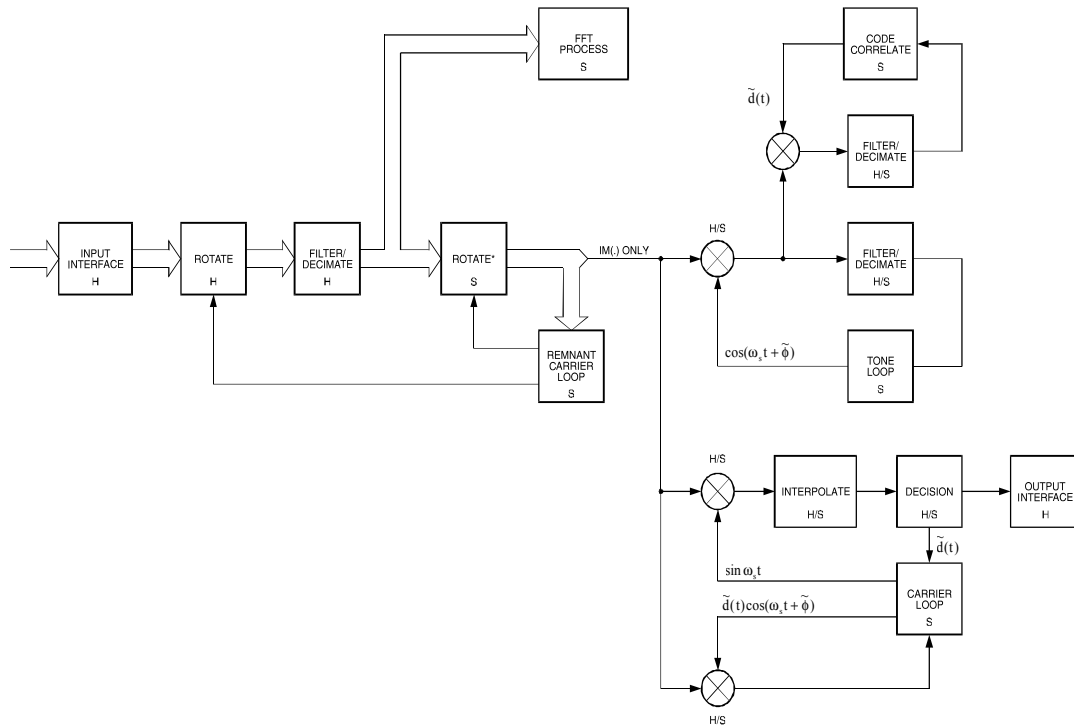 FFT
PROCESS
S
CODE
CORRELATE
S
d̃(t)
FILTER/
DECIMATE
H/S
INPUT
INTERFACE
H
ROTATE
H
FILTER/
DECIMATE
H
ROTATE*
S
IM(.) ONLY
H/S
FILTER/
DECIMATE
H/S
REMNANT
CARRIER
LOOP
S
cos(ωₛt + φ̃)
TONE
LOOP
S
H/S
INTERPOLATE
H/S
DECISION
H/S
OUTPUT
INTERFACE
H
d̃(t)
sin ωₛt
CARRIER
LOOP
S
d̃(t)cos(ωₛt + φ̃)
H/S